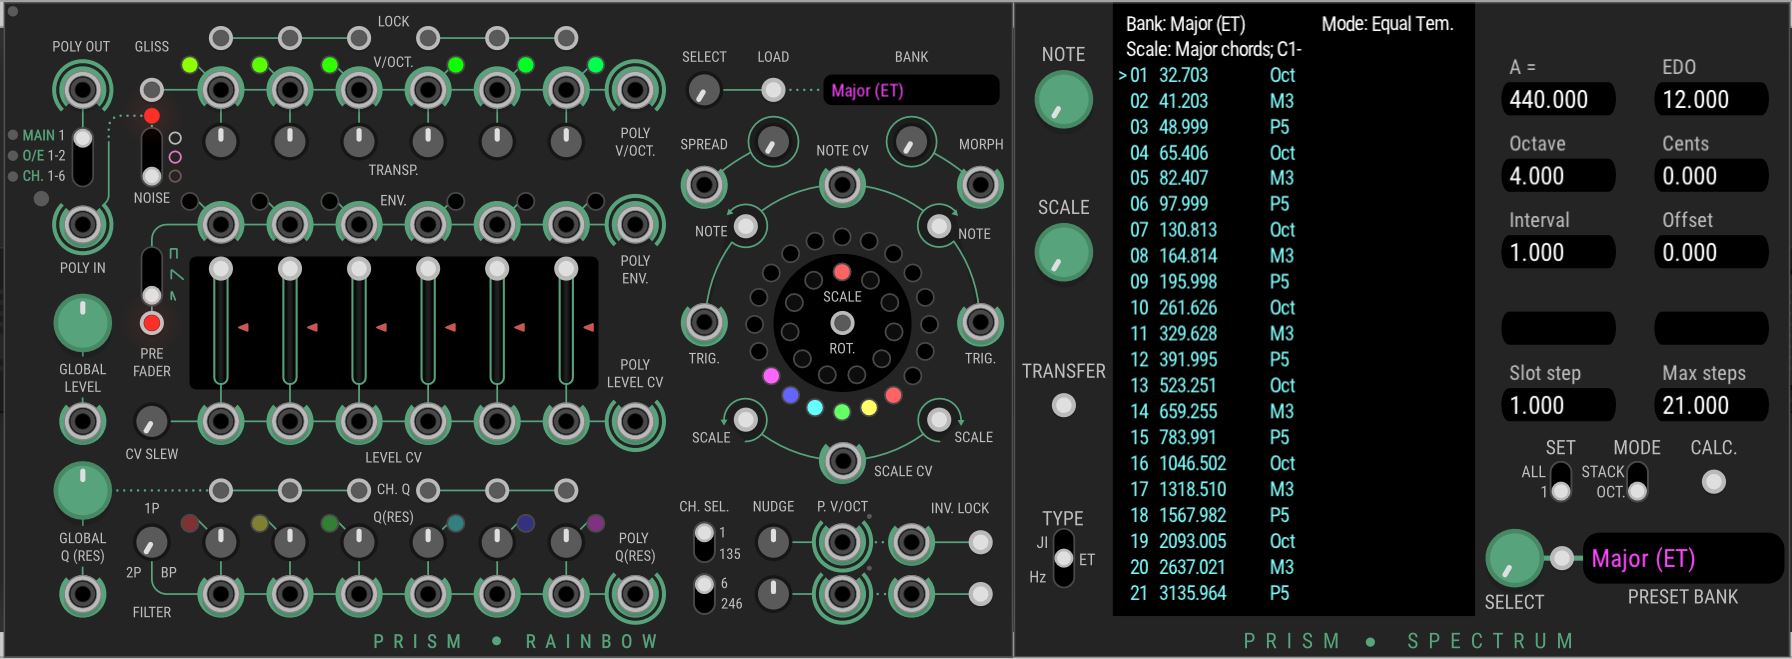 LOCK
POLY OUT
GLISS
V/OCT.
MAIN 1
O/E 1-2
CH. 1-6
NOISE
TRANSP.
POLY
V/OCT.
POLY IN
ENV.
POLY
ENV.
GLOBAL
LEVEL
PRE
FADER
POLY
LEVEL CV
CV SLEW
LEVEL CV
CH. Q
1P
Q(RES)
GLOBAL
Q (RES)
2P
BP
FILTER
POLY
Q(RES)
PRISM • RAINBOW
SELECT
LOAD
BANK
Major (ET)
SPREAD
NOTE CV
MORPH
NOTE
NOTE
SCALE
ROT.
TRIG.
TRIG.
SCALE
SCALE
SCALE CV
CH. SEL.
NUDGE
P. V/OCT
INV. LOCK
1
135
6
246
NOTE
SCALE
TRANSFER
TYPE
JI
ET
Hz
Bank: Major (ET) Mode: Equal Tem.
Scale: Major chords; C1-
>01 32.703 Oct
02 41.203 M3
03 48.999 P5
04 65.406 Oct
05 82.407 M3
06 97.999 P5
07 130.813 Oct
08 164.814 M3
09 195.998 P5
10 261.626 Oct
11 329.628 M3
12 391.995 P5
13 523.251 Oct
14 659.255 M3
15 783.991 P5
16 1046.502 Oct
17 1318.510 M3
18 1567.982 P5
19 2093.005 Oct
20 2637.021 M3
21 3135.964 P5
A = EDO
440.000 12.000
Octave Cents
4.000 0.000
Interval Offset
1.000 0.000
Slot step Max steps
1.000 21.000
SET MODE CALC.
ALL STACK
1 OCT.
Major (ET)
SELECT
PRESET BANK
PRISM • SPECTRUM